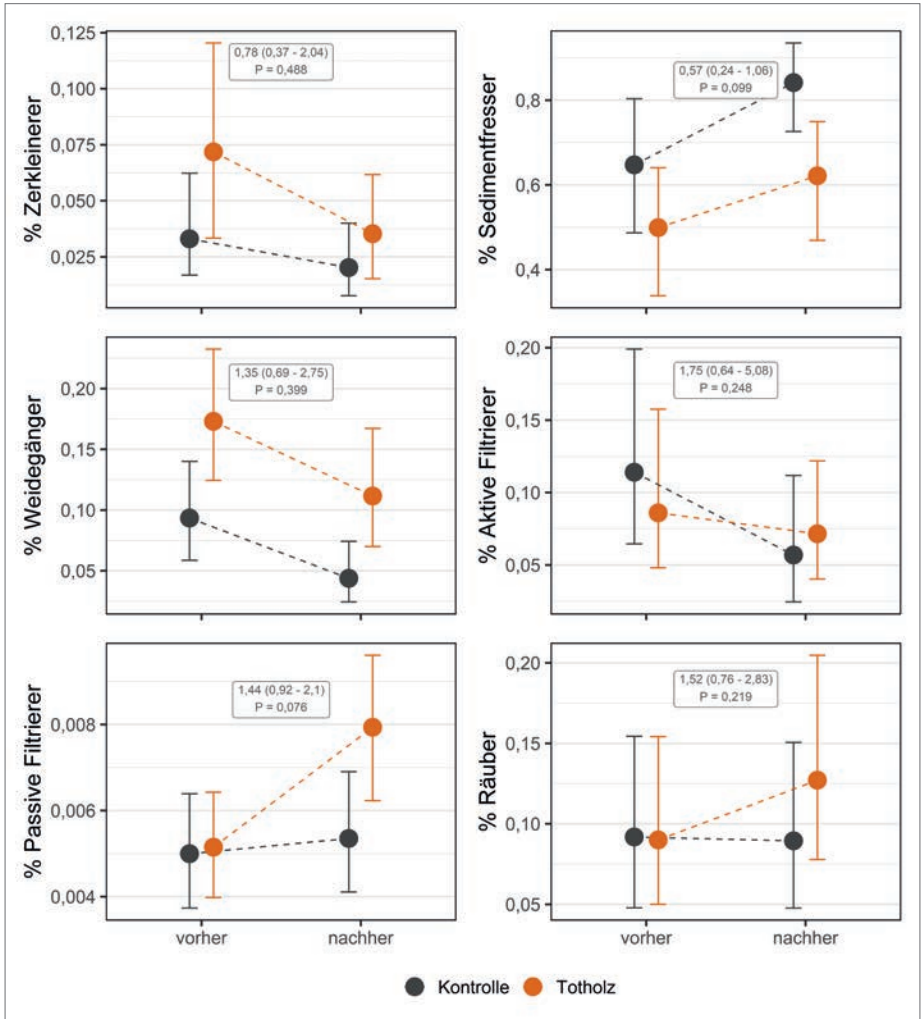 % Zerkleinerer
0,125
0,100
0,075
0,050
0,025
0,78 (0,37 - 2,04)
P = 0,488
% Sedimentfresser
0,8
0,6
0,4
0,57 (0,24 - 1,06)
P = 0,099
% Weidegänger
0,20
0,15
0,10
0,05
1,35 (0,69 - 2,75)
P = 0,399
% Aktive Filtrierer
0,20
0,15
0,10
0,05
1,75 (0,64 - 5,08)
P = 0,248
% Passive Filtrierer
0,008
0,006
0,004
1,44 (0,92 - 2,1)
P = 0,076
vorher nachher
% Räuber
0,20
0,15
0,10
0,05
1,52 (0,76 - 2,83)
P = 0,219
vorher nachher
Kontrolle Totholz